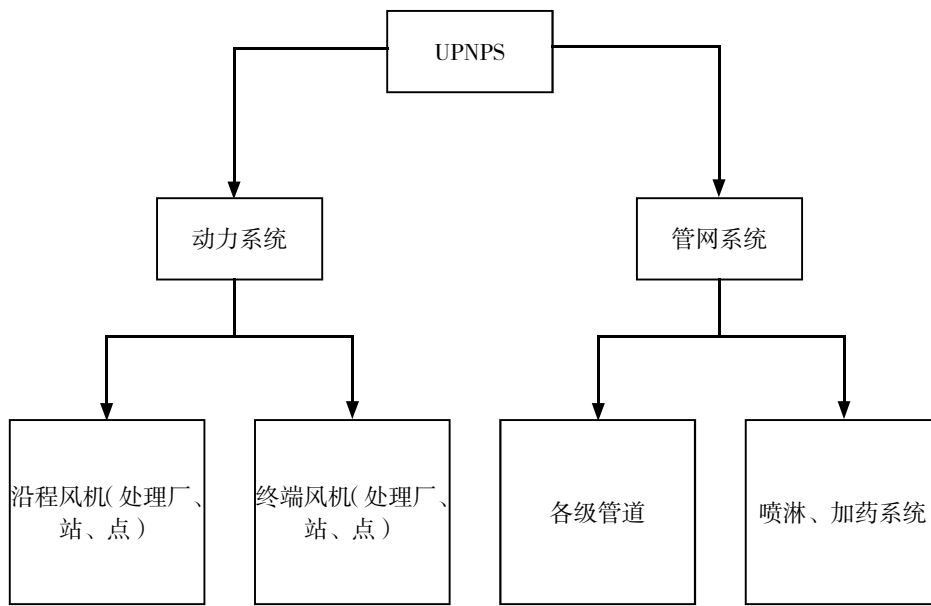 UPNPS
动力系统
管网系统
沿程风机(处理厂、
站、点)
终端风机(处理厂、
站、点)
各级管道
喷淋、加药系统